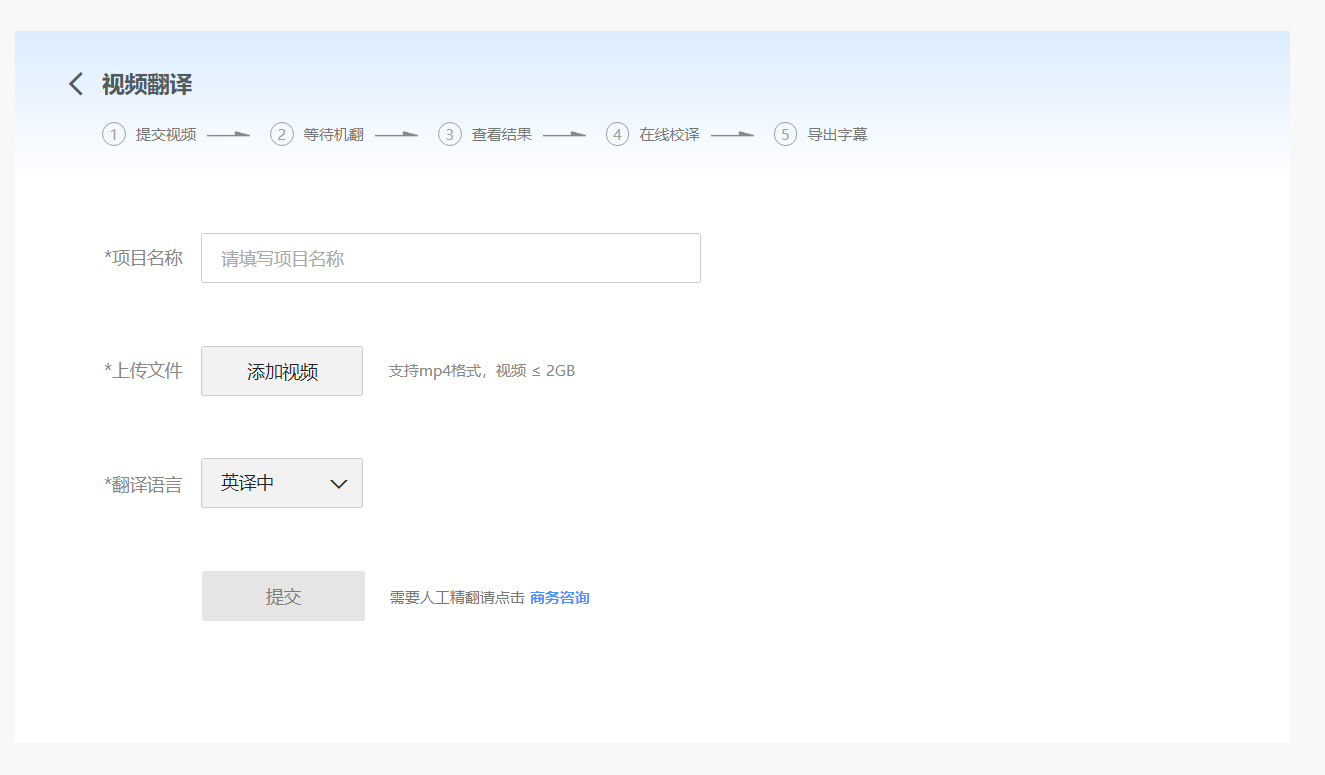 视频翻译
1 提交视频 2 等待机翻 3 查看结果 4 在线校译 5 导出字幕
*项目名称 请填写项目名称
*上传文件 添加视频 支持mp4格式，视频 ≤ 2GB
*翻译语言 英译中
提交 需要人工精翻请点击 商务咨询